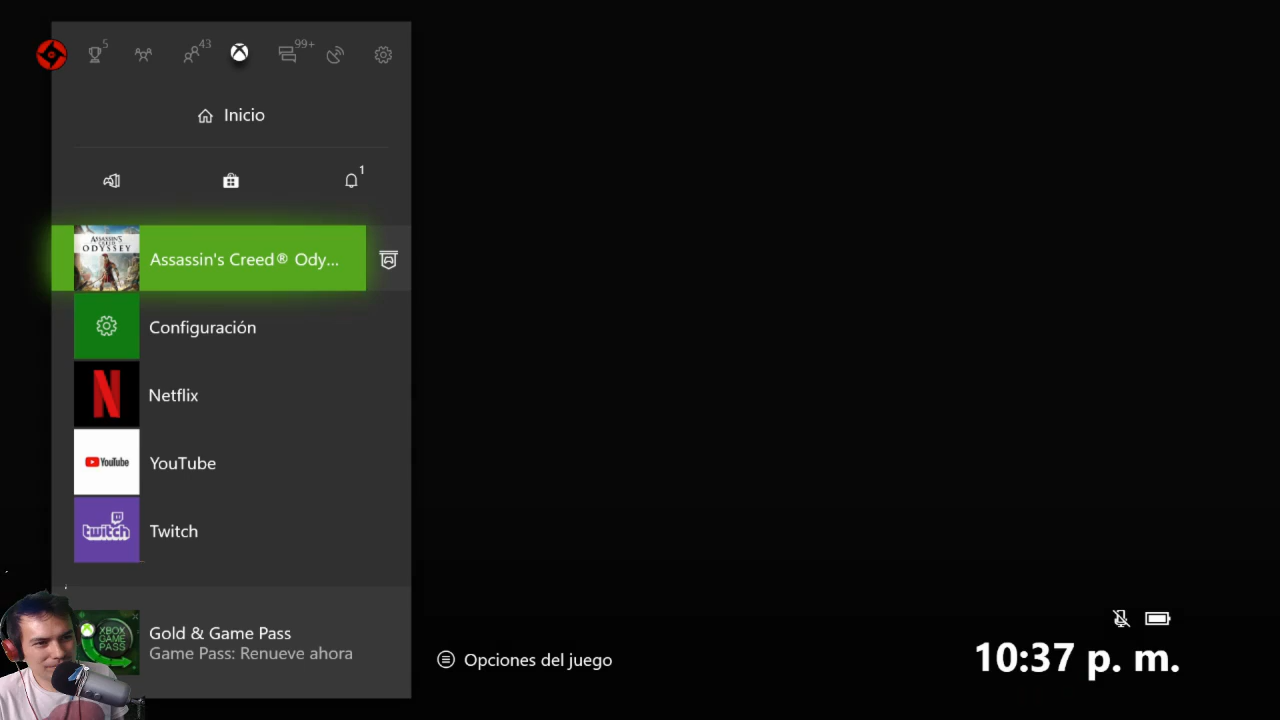 5
43
99+
Inicio
1
ASSASSIN'S
CREED
ODYSSEY
Assassin's Creed® Ody...
Configuración
Netflix
YouTube
YouTube
twitch
Twitch
XBOX
GAME
PASS
Gold & Game Pass
Game Pass: Renueve ahora
Opciones del juego
10:37 p. m.